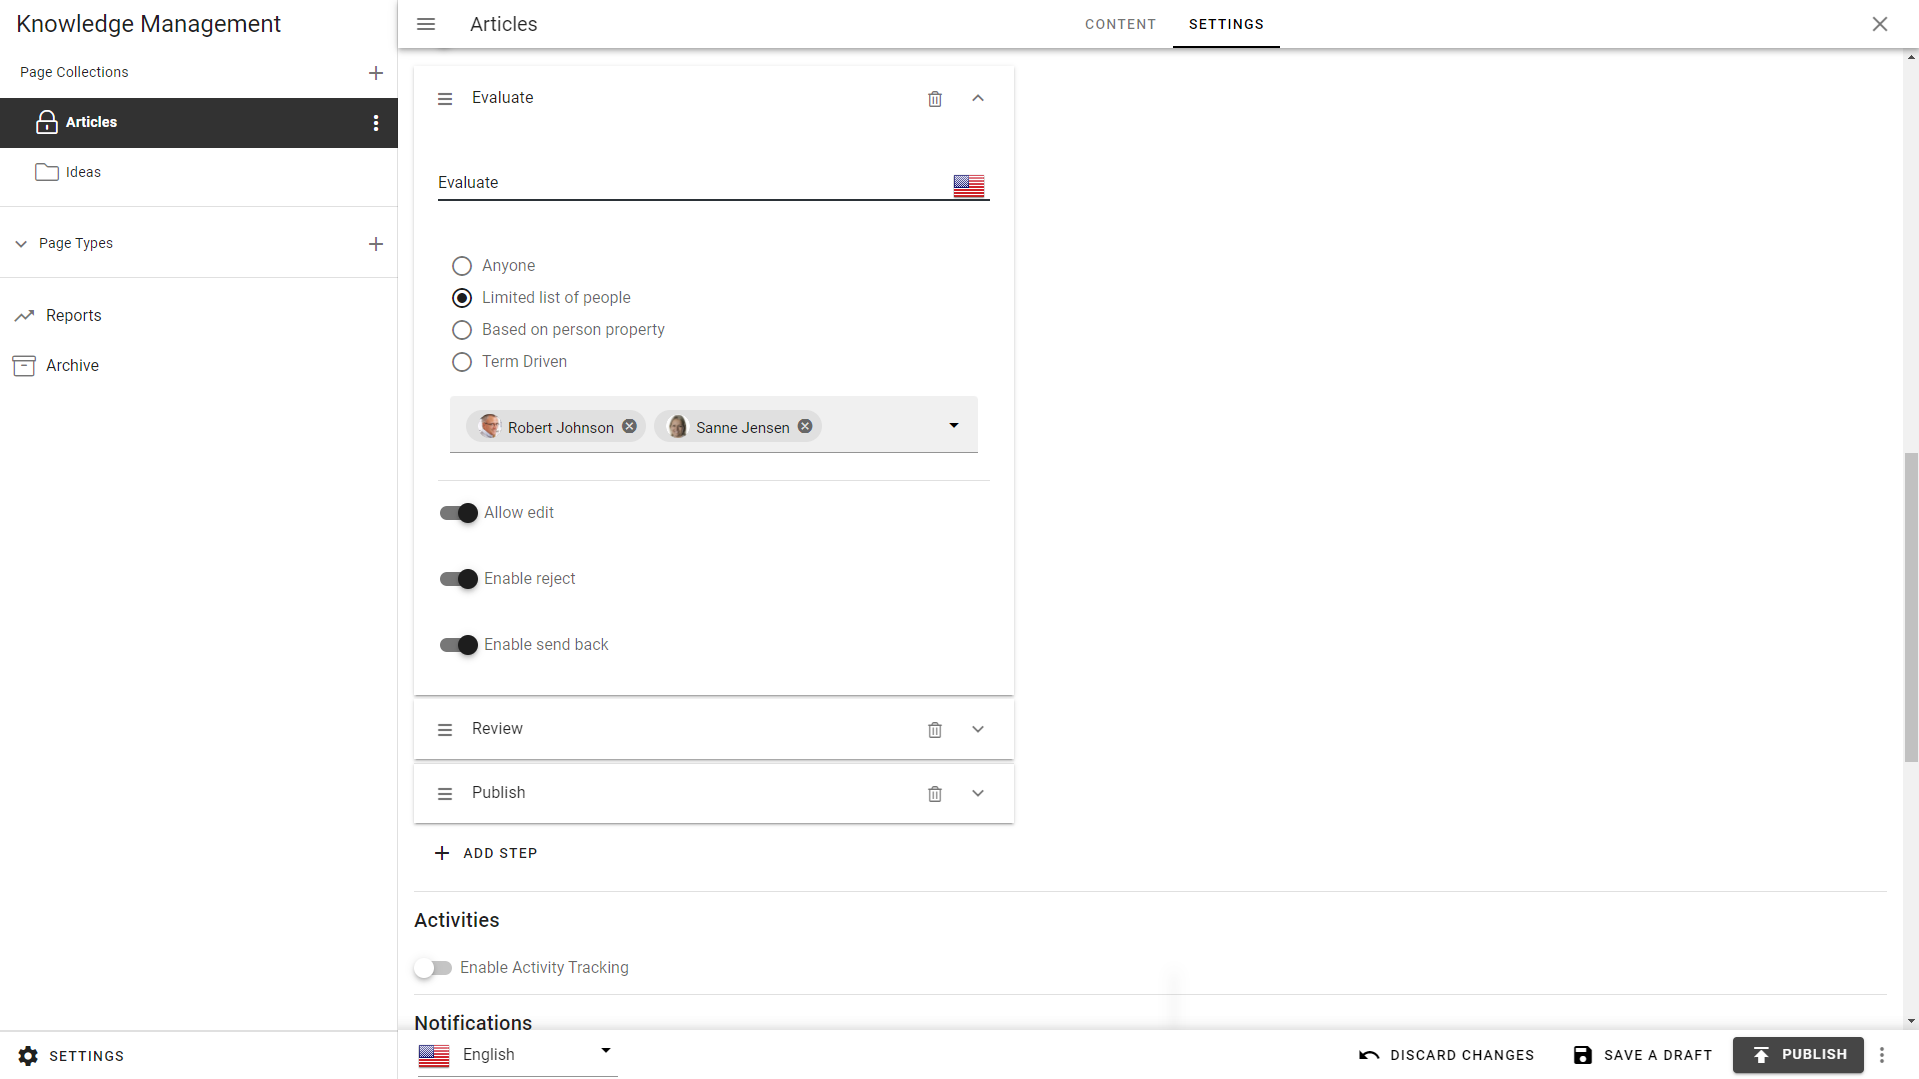 Knowledge Management
Articles
CONTENT
SETTINGS
Page Collections
Articles
Ideas
Page Types
Reports
Archive
Evaluate
Evaluate
Anyone
Limited list of people
Based on person property
Term Driven
Robert Johnson
Sanne Jensen
Allow edit
Enable reject
Enable send back
Review
Publish
ADD STEP
Activities
Enable Activity Tracking
Notifications
SETTINGS
English
DISCARD CHANGES
SAVE A DRAFT
PUBLISH